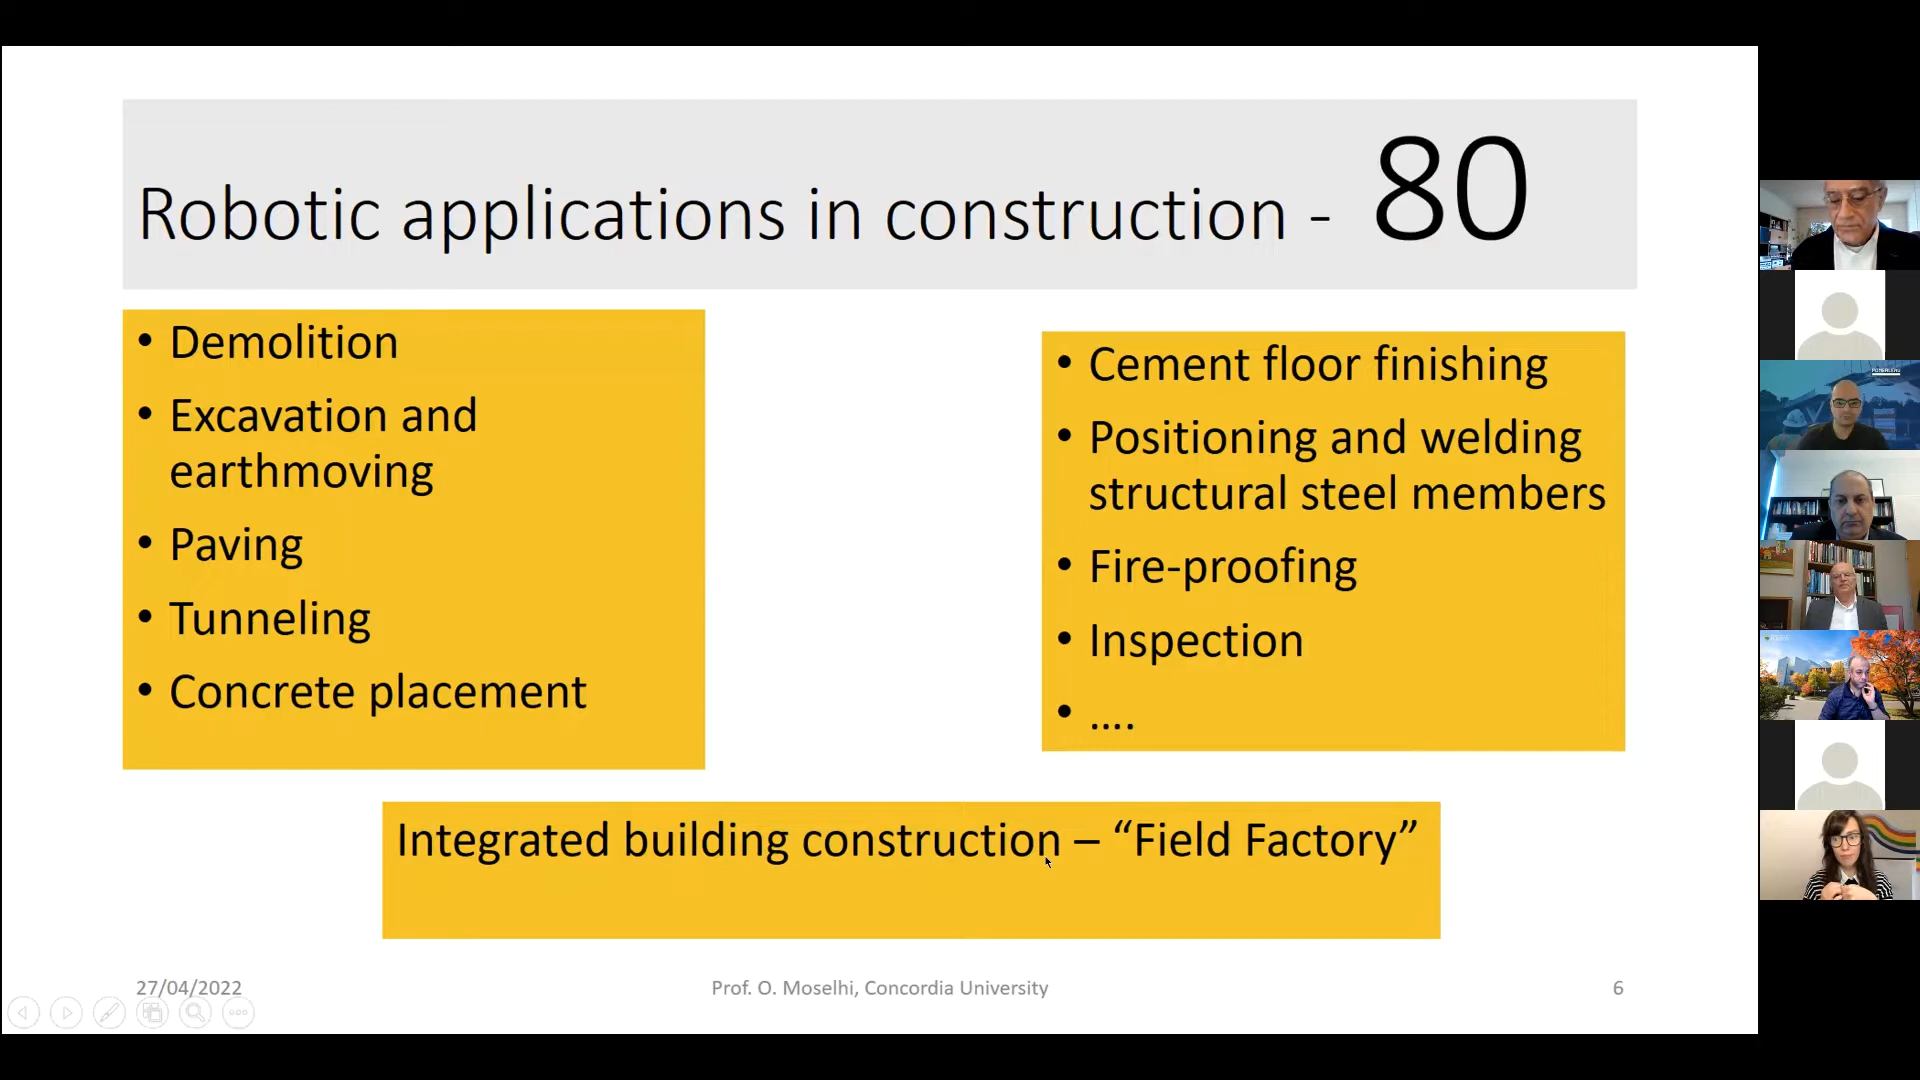 Robotic applications in construction - 80
• Demolition
• Excavation and
earthmoving
• Paving
• Tunneling
• Concrete placement
• Cement floor finishing
• Positioning and welding
structural steel members
• Fire-proofing
• Inspection
• ....
Integrated building construction – “Field Factory”
27/04/2022
Prof. O. Moselhi, Concordia University
6
POMERLEAU